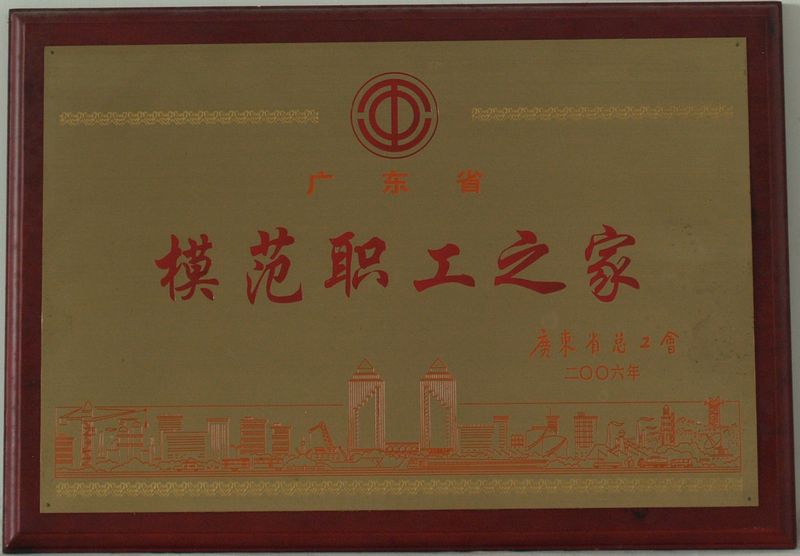 广东省
模范职工之家
廣東省总工會
二〇〇六年